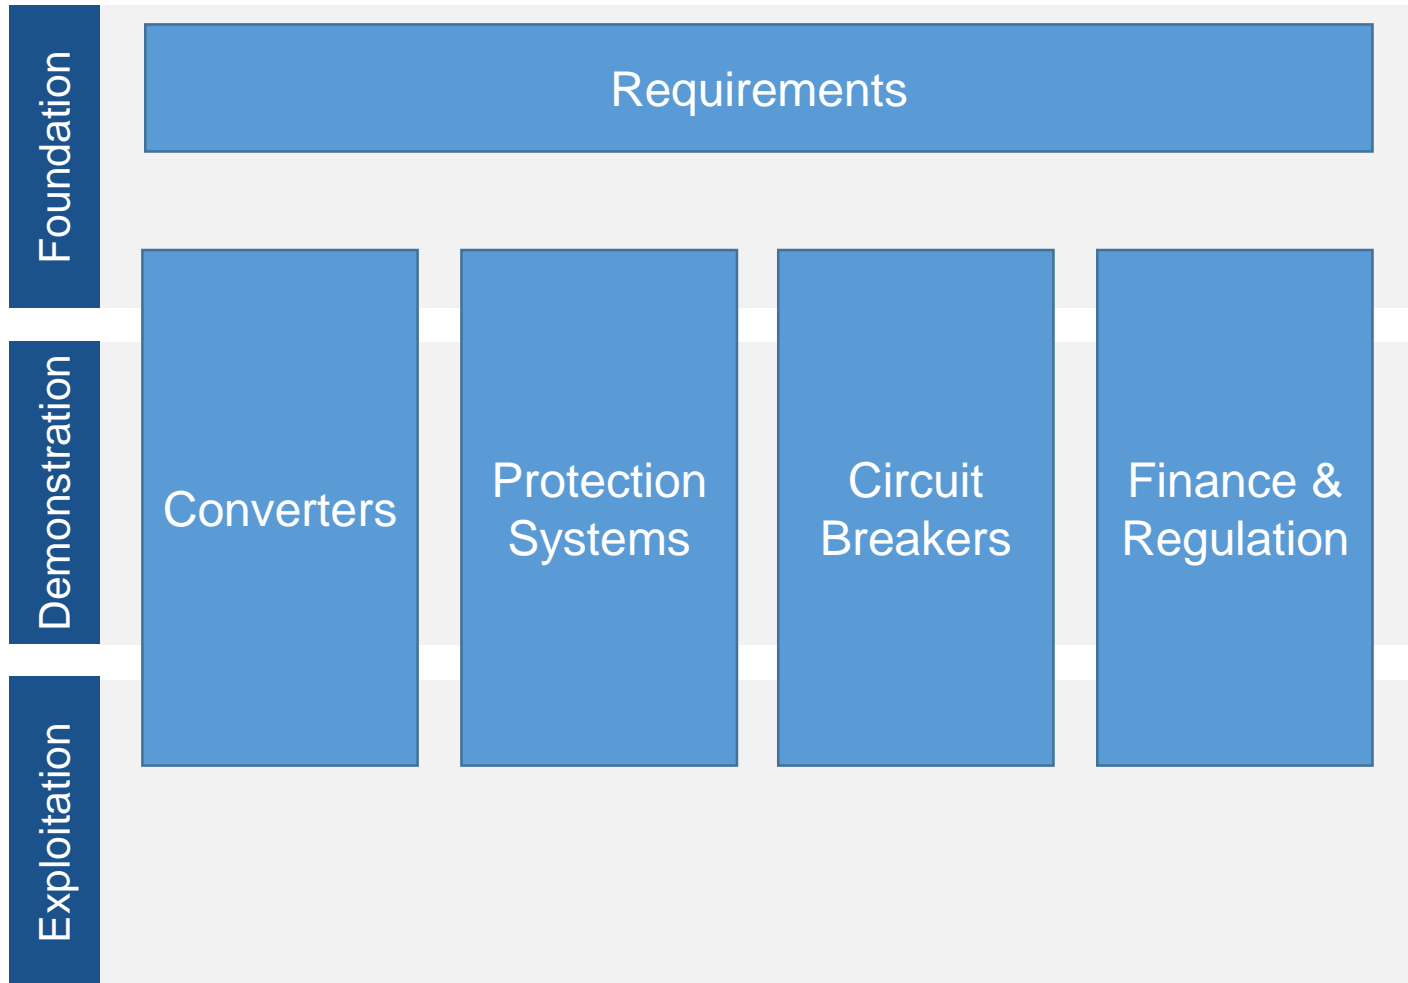 Foundation
Requirements
Demonstration
Converters
Protection
Systems
Circuit
Breakers
Finance &
Regulation
Exploitation